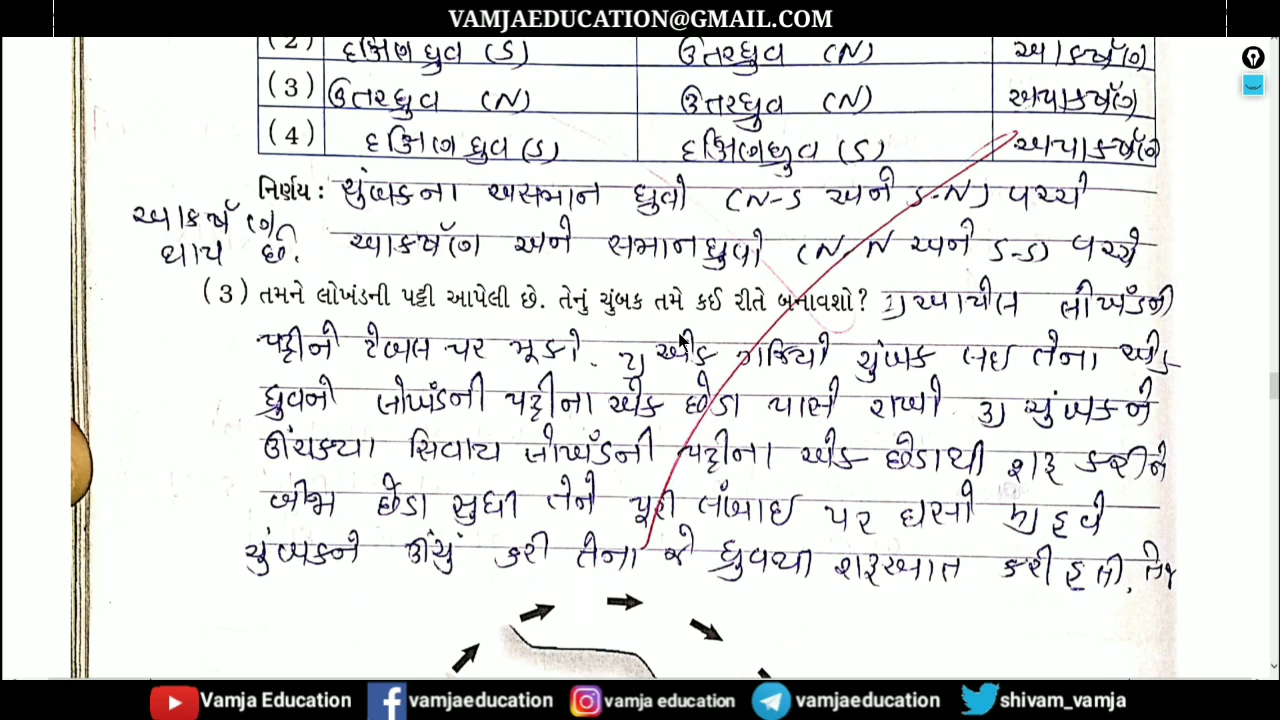 VAMJAEDUCATION@GMAIL.COM
(2) દક્ષિણ ધ્રુવ (S) ઉત્તરધ્રુવ (N) આકર્ષણ
(3) ઉત્તરધ્રુવ (N) ઉત્તરધ્રુવ (N) અપાકર્ષણ
(4) દક્ષિણ ધ્રુવ (S) દક્ષિણધ્રુવ (S) અપાકર્ષણ
નિર્ણય : ચુંબકના અસમાન ધ્રુવો (N-S અને S-N) વચ્ચે
આકર્ષણ અને સમાનધ્રુવો (N-N અને S-S) વચ્ચે
આકર્ષણ
થાય છે.
(3) તમને લોખંડની પટ્ટી આપેલી છે. તેનું ચુંબક તમે કઈ રીતે બનાવશો? 1) આપેલ લોખંડની
પટ્ટીને ટેબલ પર મૂકો. 2) એક ગજિયો ચુંબક લઇ તેના એક
ધ્રુવને લોખંડની પટ્ટીના એક છેડા પાસે રાખો 3) ચુંબકને
ઊંચક્યા સિવાય લોખંડની પટ્ટીના એક છેડાથી શરૂ કરીને
બીજા છેડા સુધી તેને પૂરી લંબાઇ પર ઘસો 4) હવે
ચુંબકને ઊંચું કરી તેના જે ધ્રુવથી શરૂઆત કરી હતી, તેજ
Vamja Education vamjaeducation vamja education vamjaeducation shivam_vamja